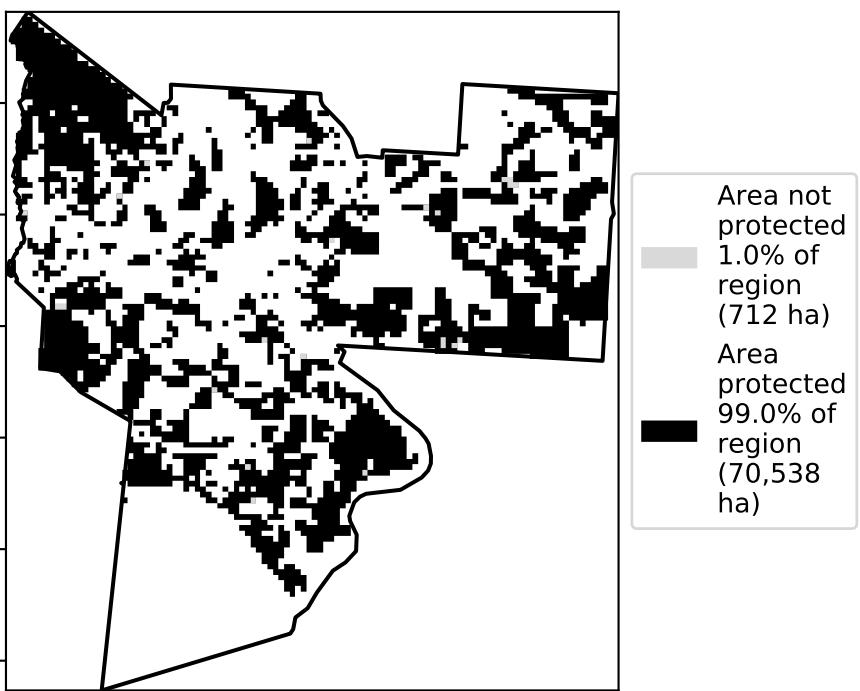 Area not
protected
1.0% of
region
(712 ha)
Area
protected
99.0% of
region
(70,538
ha)